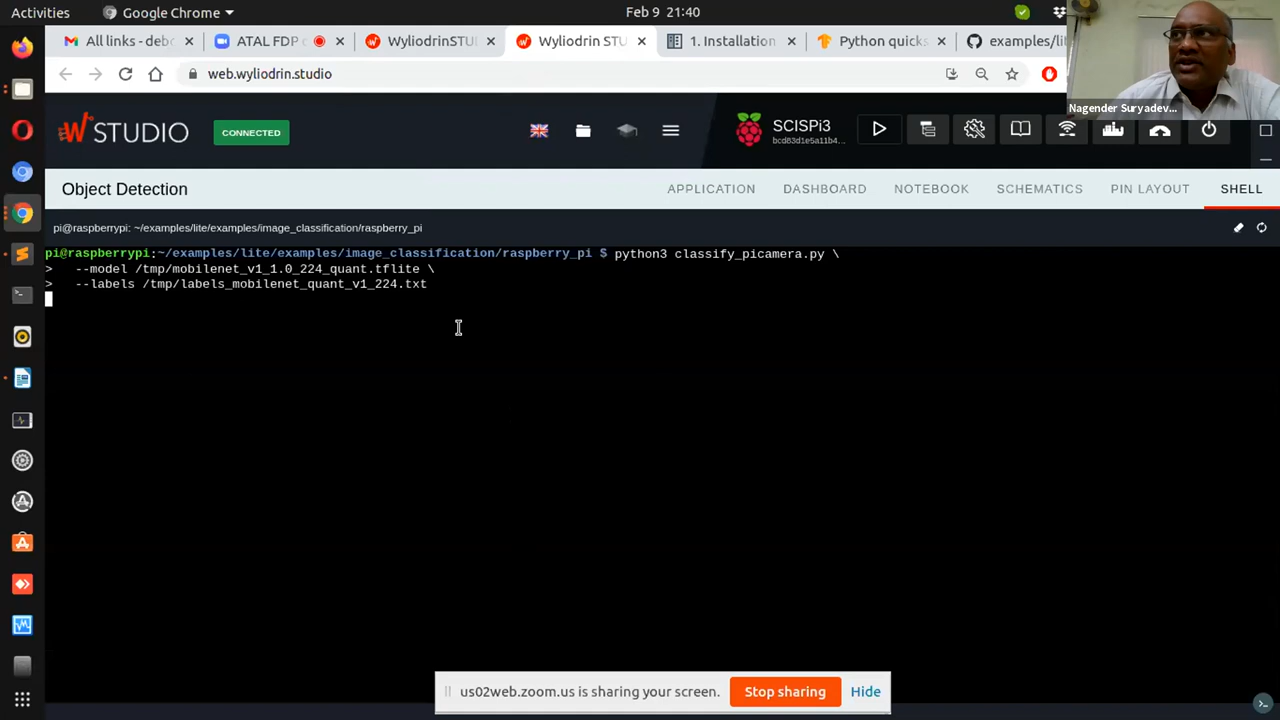 Activities
Google Chrome
Feb 9 21:40
All links - deb
ATAL FDP
WyliodrinSTU
Wyliodrin STU
1. Installation
Python quicks
examples/lit
web.wyliodrin.studio
Nagender Suryadev...
STUDIO
CONNECTED
SCISPi3
bcd83d1e5a11b4...
Object Detection
APPLICATION
DASHBOARD
NOTEBOOK
SCHEMATICS
PIN LAYOUT
SHELL
pi@raspberrypi: ~/examples/lite/examples/image_classification/raspberry_pi
pi@raspberrypi:~/examples/lite/examples/image_classification/raspberry_pi $ python3 classify_picamera.py \
> --model /tmp/mobilenet_v1_1.0_224_quant.tflite \
> --labels /tmp/labels_mobilenet_quant_v1_224.txt
us02web.zoom.us is sharing your screen.
Stop sharing
Hide